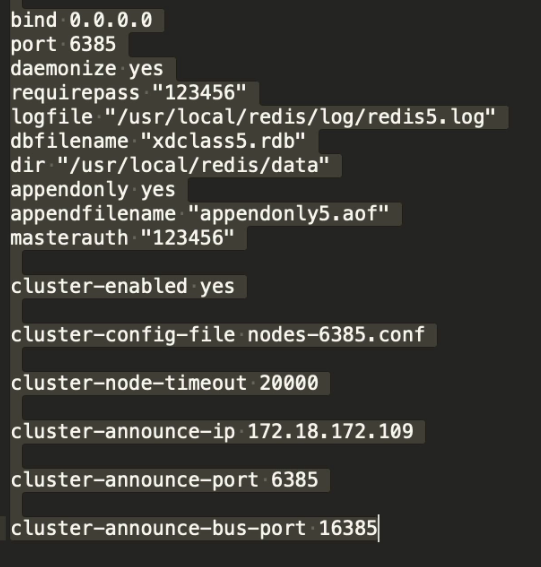 bind 0.0.0.0
port 6385
daemonize yes
requirepass "123456"
logfile "/usr/local/redis/log/redis5.log"
dbfilename "xdclass5.rdb"
dir "/usr/local/redis/data"
appendonly yes
appendfilename "appendonly5.aof"
masterauth "123456"
cluster-enabled yes
cluster-config-file nodes-6385.conf
cluster-node-timeout 20000
cluster-announce-ip 172.18.172.109
cluster-announce-port 6385
cluster-announce-bus-port 16385